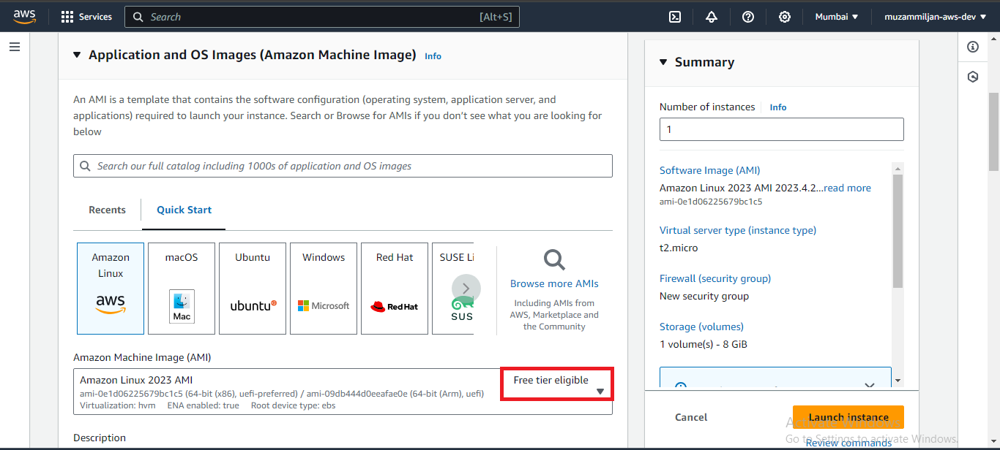 aws
Services
Search
[Alt+S]
Mumbai
muzammiljan-aws-dev
Application and OS Images (Amazon Machine Image) Info
An AMI is a template that contains the software configuration (operating system, application server, and
applications) required to launch your instance. Search or Browse for AMIs if you don't see what you are looking for
below
Search our full catalog including 1000s of application and OS images
Recents
Quick Start
Amazon
Linux
aws
macOS
Mac
Ubuntu
ubuntu
Windows
Microsoft
Red Hat
Red Hat
SUSE Li
SUS
Browse more AMIs
Including AMIs from
AWS, Marketplace and
the Community
Amazon Machine Image (AMI)
Amazon Linux 2023 AMI
ami-0e1d06225679bc1c5 (64-bit (x86), uefi-preferred) / ami-09db444d0eeafae0e (64-bit (Arm), uefi)
Virtualization: hvm ENA enabled: true Root device type: ebs
Free tier eligible
Description
Summary
Number of instances Info
1
Software Image (AMI)
Amazon Linux 2023 AMI 2023.4.2...read more
ami-0e1d06225679bc1c5
Virtual server type (instance type)
t2.micro
Firewall (security group)
New security group
Storage (volumes)
1 volume(s) - 8 GiB
Cancel
Launch instance
Review commands
Activate Windows
Go to Settings to activate Windows.